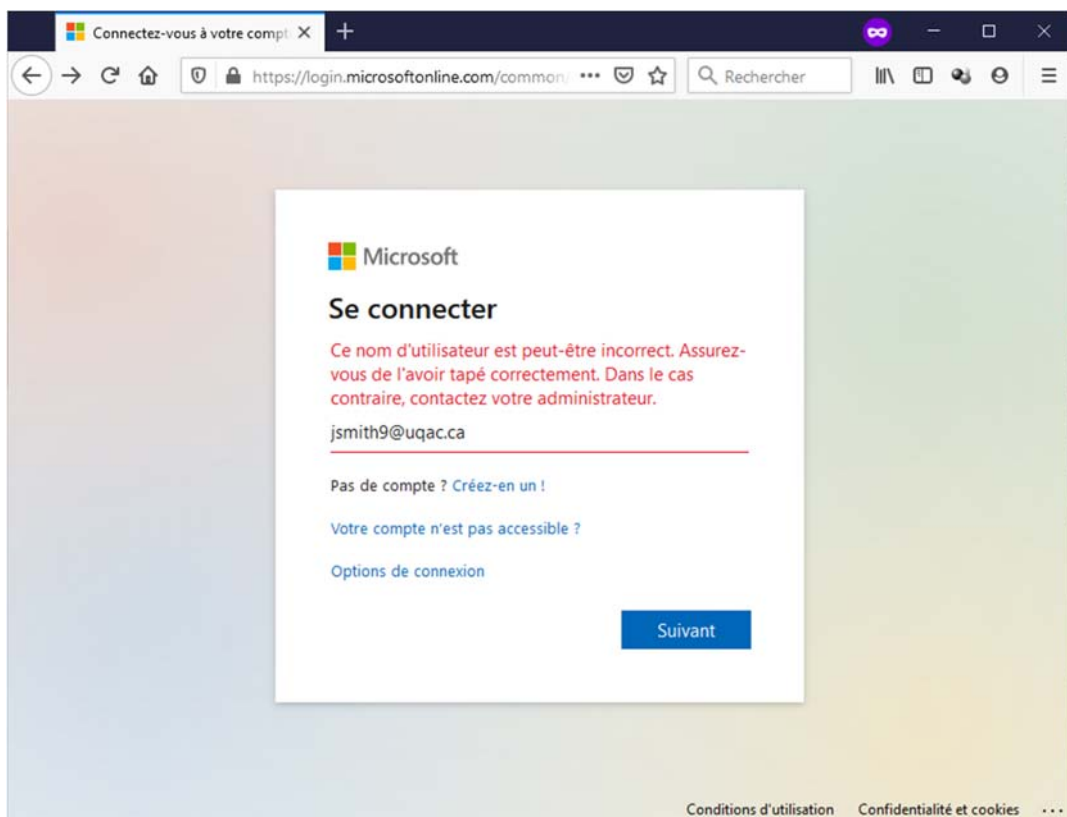 Connectez-vous à votre compt
https://login.microsoftonline.com/common/
Rechercher
Microsoft
Se connecter
Ce nom d'utilisateur est peut-être incorrect. Assurez-
vous de l'avoir tapé correctement. Dans le cas
contraire, contactez votre administrateur.
jsmith9@uqac.ca
Pas de compte ? Créez-en un !
Votre compte n'est pas accessible ?
Options de connexion
Suivant
Conditions d'utilisation Confidentialité et cookies ...